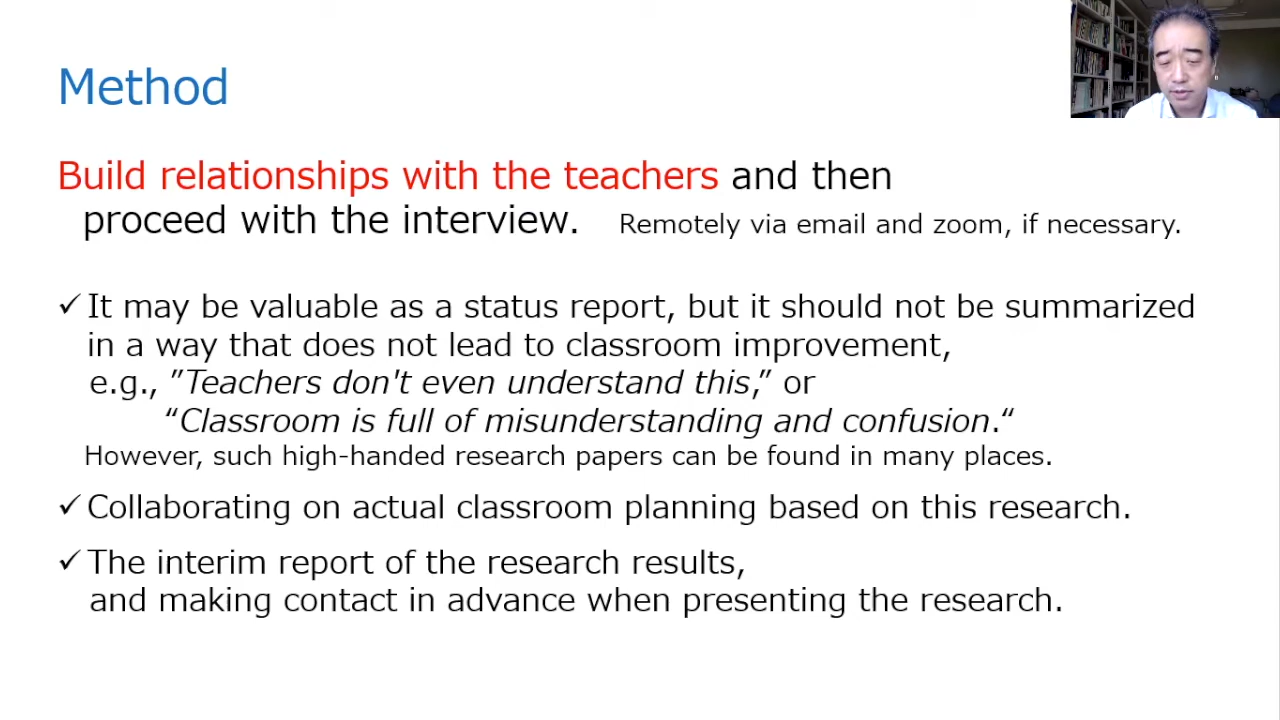 Method
Build relationships with the teachers and then
proceed with the interview. Remotely via email and zoom, if necessary.
✓ It may be valuable as a status report, but it should not be summarized
in a way that does not lead to classroom improvement,
e.g., ”Teachers don't even understand this,” or
“Classroom is full of misunderstanding and confusion.“
However, such high-handed research papers can be found in many places.
✓ Collaborating on actual classroom planning based on this research.
✓ The interim report of the research results,
and making contact in advance when presenting the research.